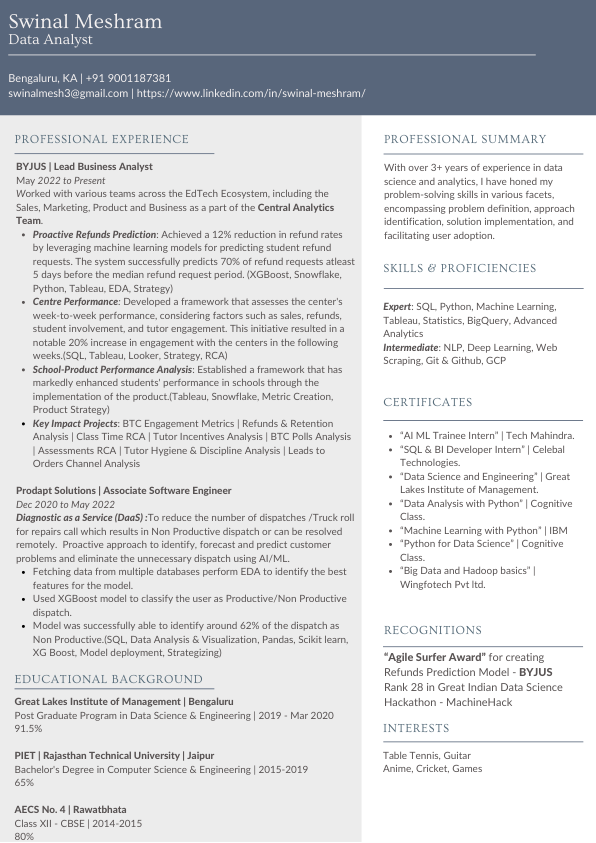 Swinal Meshram
Data Analyst
Bengaluru, KA | +91 9001187381
swinalmesh3@gmail.com | https://www.linkedin.com/in/swinal-meshram/
PROFESSIONAL EXPERIENCE
BYJUS | Lead Business Analyst
May 2022 to Present
Worked with various teams across the EdTech Ecosystem, including the
Sales, Marketing, Product and Business as a part of the Central Analytics
Team.
• Proactive Refunds Prediction: Achieved a 12% reduction in refund rates
by leveraging machine learning models for predicting student refund
requests. The system successfully predicts 70% of refund requests atleast
5 days before the median refund request period. (XGBoost, Snowflake,
Python, Tableau, EDA, Strategy)
• Centre Performance: Developed a framework that assesses the center's
week-to-week performance, considering factors such as sales, refunds,
student involvement, and tutor engagement. This initiative resulted in a
notable 20% increase in engagement with the centers in the following
weeks.(SQL, Tableau, Looker, Strategy, RCA)
• School-Product Performance Analysis: Established a framework that has
markedly enhanced students' performance in schools through the
implementation of the product.(Tableau, Snowflake, Metric Creation,
Product Strategy)
• Key Impact Projects: BTC Engagement Metrics | Refunds & Retention
Analysis | Class Time RCA | Tutor Incentives Analysis | BTC Polls Analysis
| Assessments RCA | Tutor Hygiene & Discipline Analysis | Leads to
Orders Channel Analysis
Prodapt Solutions | Associate Software Engineer
Dec 2020 to May 2022
Diagnostic as a Service (DaaS) :To reduce the number of dispatches /Truck roll
for repairs call which results in Non Productive dispatch or can be resolved
remotely. Proactive approach to identify, forecast and predict customer
problems and eliminate the unnecessary dispatch using AI/ML.
• Fetching data from multiple databases perform EDA to identify the best
features for the model.
• Used XGBoost model to classify the user as Productive/Non Productive
dispatch.
• Model was successfully able to identify around 62% of the dispatch as
Non Productive.(SQL, Data Analysis & Visualization, Pandas, Scikit learn,
XG Boost, Model deployment, Strategizing)
EDUCATIONAL BACKGROUND
Great Lakes Institute of Management | Bengaluru
Post Graduate Program in Data Science & Engineering | 2019 - Mar 2020
91.5%
PIET | Rajasthan Technical University | Jaipur
Bachelor's Degree in Computer Science & Engineering | 2015-2019
65%
AECS No. 4 | Rawatbhata
Class XII - CBSE | 2014-2015
80%
PROFESSIONAL SUMMARY
With over 3+ years of experience in data
science and analytics, I have honed my
problem-solving skills in various facets,
encompassing problem definition, approach
identification, solution implementation, and
facilitating user adoption.
SKILLS & PROFICIENCIES
Expert: SQL, Python, Machine Learning,
Tableau, Statistics, BigQuery, Advanced
Analytics
Intermediate: NLP, Deep Learning, Web
Scraping, Git & Github, GCP
CERTIFICATES
• “AI ML Trainee Intern” | Tech Mahindra.
• “SQL & BI Developer Intern” | Celebal
Technologies.
• “Data Science and Engineering” | Great
Lakes Institute of Management.
• “Data Analysis with Python” | Cognitive
Class.
• “Machine Learning with Python” | IBM
• “Python for Data Science” | Cognitive
Class.
• “Big Data and Hadoop basics” |
Wingfotech Pvt ltd.
RECOGNITIONS
“Agile Surfer Award” for creating
Refunds Prediction Model - BYJUS
Rank 28 in Great Indian Data Science
Hackathon - MachineHack
INTERESTS
Table Tennis, Guitar
Anime, Cricket, Games